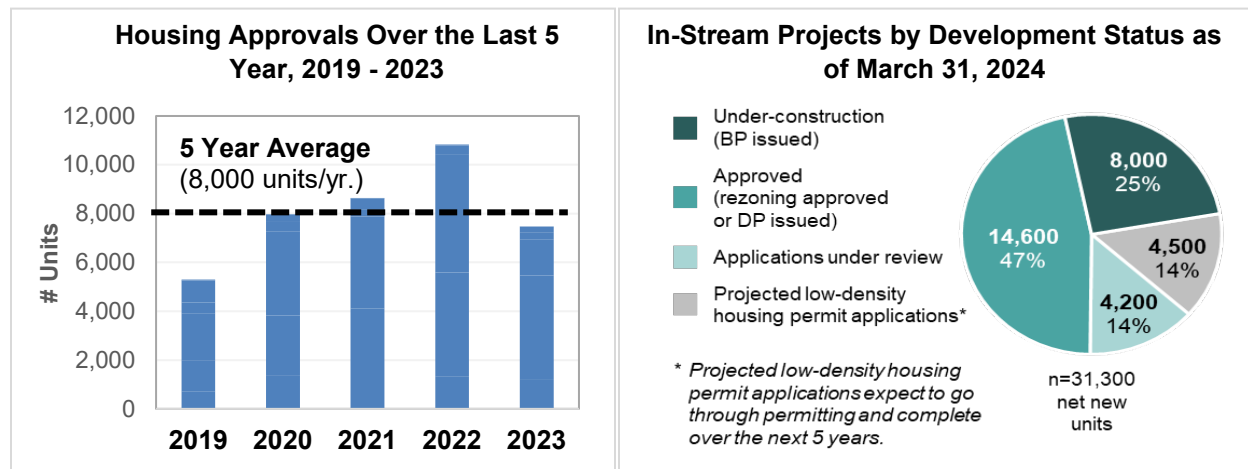 Housing Approvals Over the Last 5
Year, 2019 - 2023
12,000
10,000
8,000
6,000
4,000
2,000
0
# Units
5 Year Average
(8,000 units/yr.)
2019 2020 2021 2022 2023
In-Stream Projects by Development Status as
of March 31, 2024
Under-construction
(BP issued)
Approved
(rezoning approved
or DP issued)
Applications under review
Projected low-density
housing permit applications*
* Projected low-density housing
permit applications expect to go
through permitting and complete
over the next 5 years.
8,000
25%
4,500
14%
4,200
14%
14,600
47%
n=31,300
net new
units